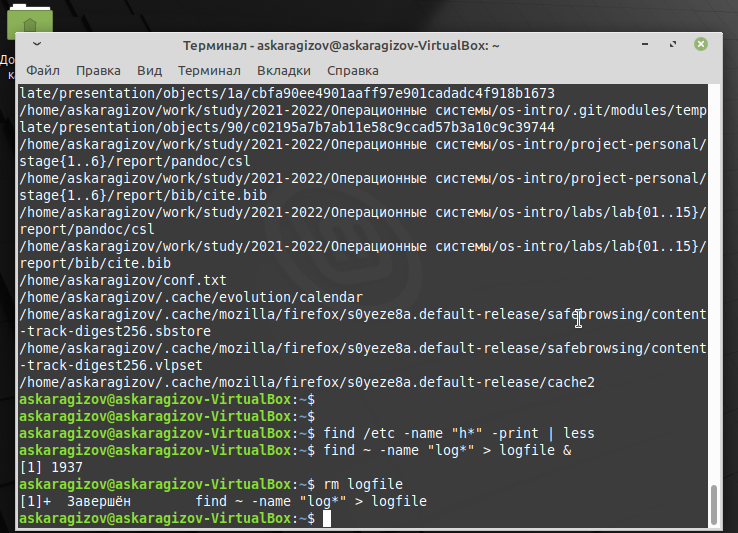 До
к
Терминал - askaragizov@askaragizov-VirtualBox: ~
Файл Правка Вид Терминал Вкладки Справка
late/presentation/objects/1a/cbfa90ee4901aaff97e901cadadc4f918b1673
/home/askaragizov/work/study/2021-2022/Операционные системы/os-intro/.git/modules/temp
late/presentation/objects/90/c02195a7b7ab11e58c9ccad57b3a10c9c39744
/home/askaragizov/work/study/2021-2022/Операционные системы/os-intro/project-personal/
stage{1..6}/report/pandoc/csl
/home/askaragizov/work/study/2021-2022/Операционные системы/os-intro/project-personal/
stage{1..6}/report/bib/cite.bib
/home/askaragizov/work/study/2021-2022/Операционные системы/os-intro/labs/lab{01..15}/
report/pandoc/csl
/home/askaragizov/work/study/2021-2022/Операционные системы/os-intro/labs/lab{01..15}/
report/bib/cite.bib
/home/askaragizov/conf.txt
/home/askaragizov/.cache/evolution/calendar
/home/askaragizov/.cache/mozilla/firefox/s0yeze8a.default-release/safebrowsing/content
-track-digest256.sbstore
/home/askaragizov/.cache/mozilla/firefox/s0yeze8a.default-release/safebrowsing/content
-track-digest256.vlpset
/home/askaragizov/.cache/mozilla/firefox/s0yeze8a.default-release/cache2
askaragizov@askaragizov-VirtualBox:~$
askaragizov@askaragizov-VirtualBox:~$
askaragizov@askaragizov-VirtualBox:~$ find /etc -name "h*" -print | less
askaragizov@askaragizov-VirtualBox:~$ find ~ -name "log*" > logfile &
[1] 1937
askaragizov@askaragizov-VirtualBox:~$ rm logfile
[1]+  Завершён        find ~ -name "log*" > logfile
askaragizov@askaragizov-VirtualBox:~$